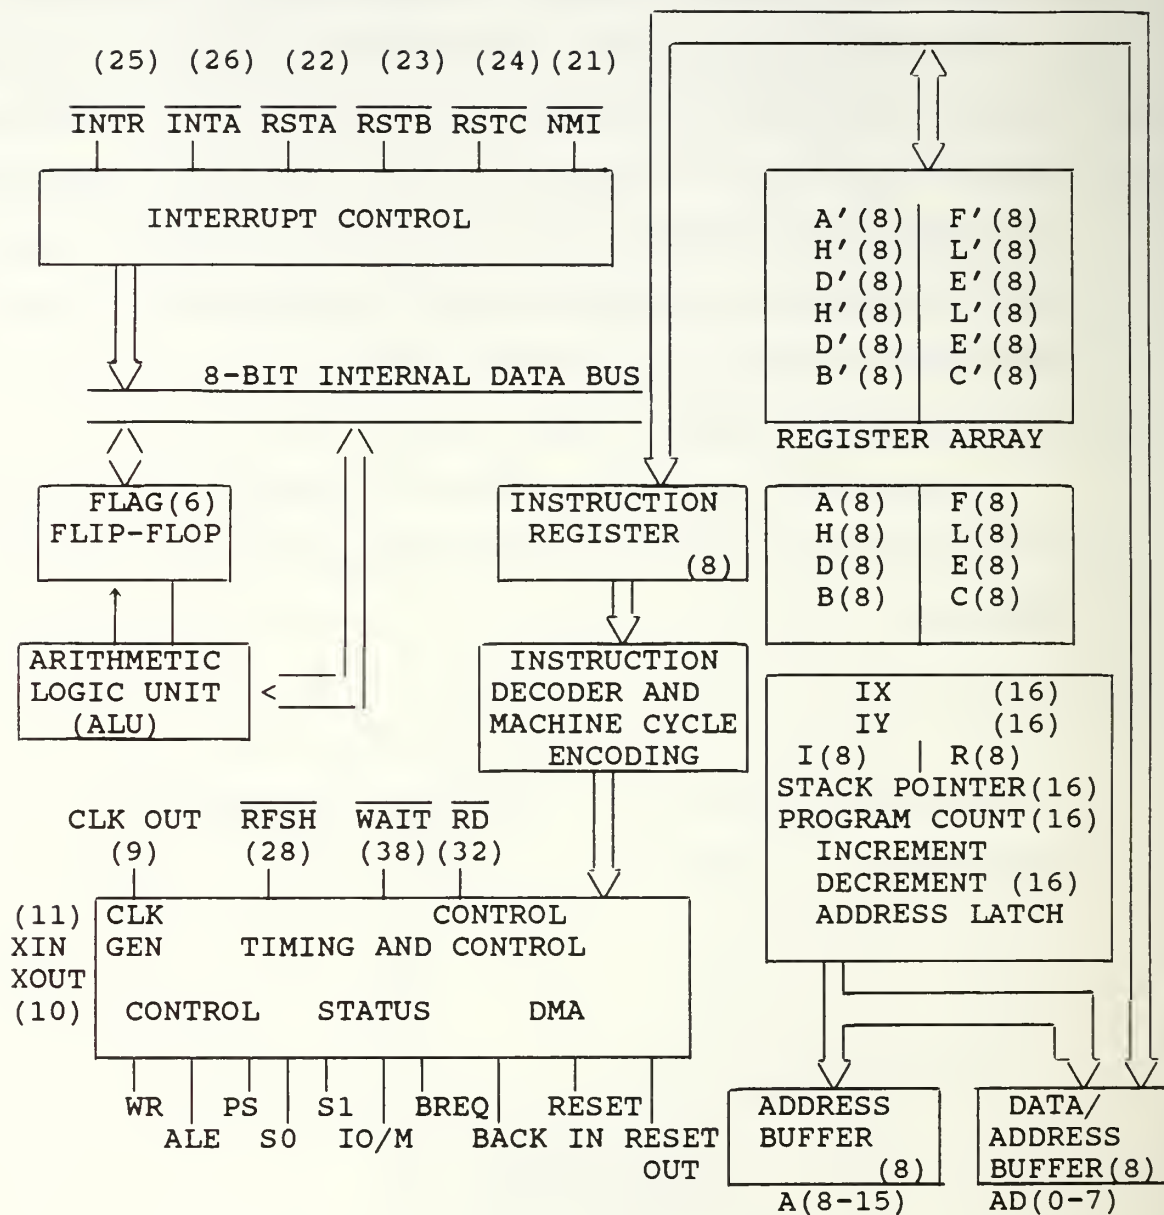 (25) (26) (22) (23) (24) (21)
INTR INTA RSTA RSTB RSTC NMI
INTERRUPT CONTROL
8-BIT INTERNAL DATA BUS
A'(8) F'(8)
H'(8) L'(8)
D'(8) E'(8)
H'(8) L'(8)
D'(8) E'(8)
B'(8) C'(8)
REGISTER ARRAY
FLAG(6)
FLIP-FLOP
INSTRUCTION
REGISTER
(8)
A(8) F(8)
H(8) L(8)
D(8) E(8)
B(8) C(8)
ARITHMETIC
LOGIC UNIT
(ALU)
INSTRUCTION
DECODER AND
MACHINE CYCLE
ENCODING
IX (16)
IY (16)
I(8) | R(8)
STACK POINTER(16)
PROGRAM COUNT(16)
INCREMENT
DECREMENT (16)
ADDRESS LATCH
CLK OUT RFSH WAIT RD
(9) (28) (38) (32)
(11) CLK CONTROL
XIN GEN TIMING AND CONTROL
XOUT
(10) CONTROL STATUS DMA
WR PS S1 BREQ RESET
ALE S0 IO/M BACK IN RESET
OUT
ADDRESS
BUFFER
(8)
A(8-15)
DATA/
ADDRESS
BUFFER(8)
AD(0-7)